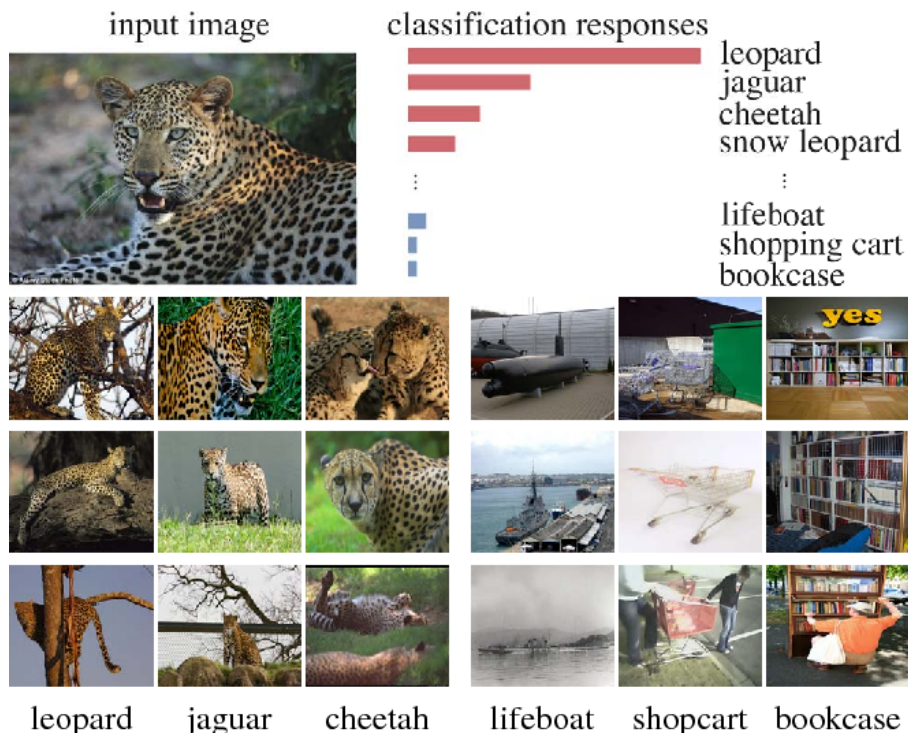 input image
classification responses
leopard
jaguar
cheetah
snow leopard
⋮
⋮
lifeboat
shopping cart
bookcase
yes
leopard
jaguar
cheetah
lifeboat
shopcart
bookcase